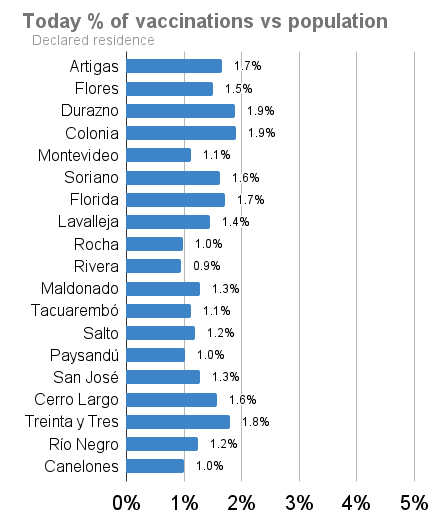 Today % of vaccinations vs population
Declared residence
Artigas 1.7%
Flores 1.5%
Durazno 1.9%
Colonia 1.9%
Montevideo 1.1%
Soriano 1.6%
Florida 1.7%
Lavalleja 1.4%
Rocha 1.0%
Rivera 0.9%
Maldonado 1.3%
Tacuarembó 1.1%
Salto 1.2%
Paysandú 1.0%
San José 1.3%
Cerro Largo 1.6%
Treinta y Tres 1.8%
Río Negro 1.2%
Canelones 1.0%
0% 1% 2% 3% 4% 5%